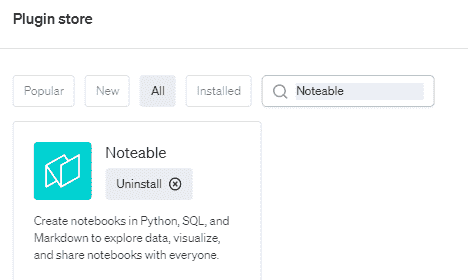 Plugin store
Popular New All Installed Noteable
Noteable
Uninstall
Create notebooks in Python, SQL, and
Markdown to explore data, visualize,
and share notebooks with everyone.